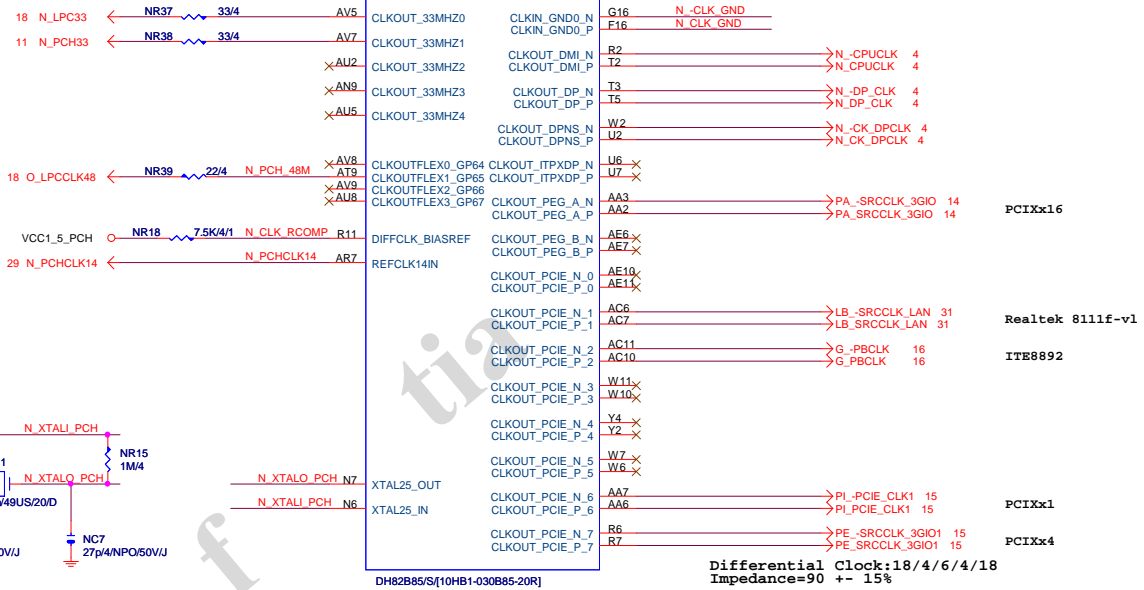 18 N_LPC33 NR37 33/4 AV5 CLKOUT_33MHZ0
11 N_PCH33 NR38 33/4 AV7 CLKOUT_33MHZ1
AU2 CLKOUT_33MHZ2
AN9 CLKOUT_33MHZ3
AU5 CLKOUT_33MHZ4
AV8 CLKOUTFLEX0_GP64
18 O_LPCCLK48 NR39 22/4 N_PCH_48M AT9 CLKOUTFLEX1_GP65
AV9 CLKOUTFLEX2_GP66
AU8 CLKOUTFLEX3_GP67
VCC1_5_PCH NR18 7.5K/4/1 N_CLK_RCOMP R11 DIFFCLK_BIASREF
29 N_PCHCLK14 N_PCHCLK14 AR7 REFCLK14IN
N_XTALO_PCH N7 XTAL25_OUT
N_XTALI_PCH N6 XTAL25_IN
CLKIN_GND0_N G16 N_-CLK_GND
CLKIN_GND0_P F16 N_CLK_GND
CLKOUT_DMI_N R2 N_-CPUCLK 4
CLKOUT_DMI_P T2 N_CPUCLK 4
CLKOUT_DP_N T3 N_-DP_CLK 4
CLKOUT_DP_P T5 N_DP_CLK 4
CLKOUT_DPNS_N W2 N_-CK_DPCLK 4
CLKOUT_DPNS_P U2 N_CK_DPCLK 4
CLKOUT_ITPXDP_N U6
CLKOUT_ITPXDP_P U7
CLKOUT_PEG_A_N AA3 PA_-SRCCLK_3GIO 14
CLKOUT_PEG_A_P AA2 PA_SRCCLK_3GIO 14
PCIXx16
CLKOUT_PEG_B_N AE6
CLKOUT_PEG_B_P AE7
CLKOUT_PCIE_N_0 AE10
CLKOUT_PCIE_P_0 AE11
CLKOUT_PCIE_N_1 AC6 LB_-SRCCLK_LAN 31
CLKOUT_PCIE_P_1 AC7 LB_SRCCLK_LAN 31
Realtek 8111f-vl
CLKOUT_PCIE_N_2 AC11 G_-PBCLK 16
CLKOUT_PCIE_P_2 AC10 G_PBCLK 16
ITE8892
CLKOUT_PCIE_N_3 W11
CLKOUT_PCIE_P_3 W10
CLKOUT_PCIE_N_4 Y4
CLKOUT_PCIE_P_4 Y2
CLKOUT_PCIE_N_5 W7
CLKOUT_PCIE_P_5 W6
CLKOUT_PCIE_N_6 AA7 PI_-PCIE_CLK1 15
CLKOUT_PCIE_P_6 AA6 PI_PCIE_CLK1 15
PCIXx1
CLKOUT_PCIE_N_7 R6 PE_-SRCCLK_3GIO1 15
CLKOUT_PCIE_P_7 R7 PE_SRCCLK_3GIO1 15
PCIXx4
N_XTALI_PCH
NR15
1M/4
1
N_XTALO_PCH
/49US/20/D
NC7
27p/4/NPO/50V/J
0V/J
DH82B85/S/[10HB1-030B85-20R]
Differential Clock:18/4/6/4/18
Impedance=90 +- 15%
tia
f